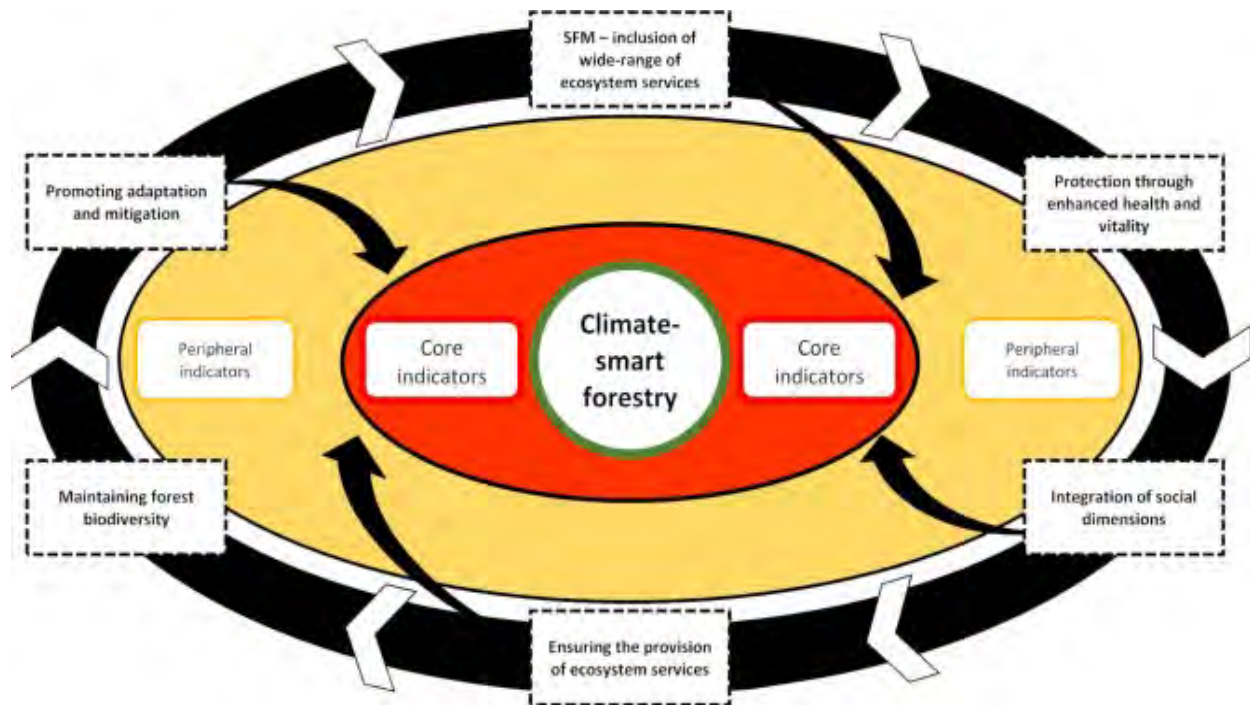 SFM – inclusion of
wide-range of
ecosystem services
Promoting adaptation
and mitigation
Protection through
enhanced health and
vitality
Peripheral
indicators
Core
indicators
Climate-
smart
forestry
Core
indicators
Peripheral
indicators
Maintaining forest
biodiversity
Integration of social
dimensions
Ensuring the provision
of ecosystem services